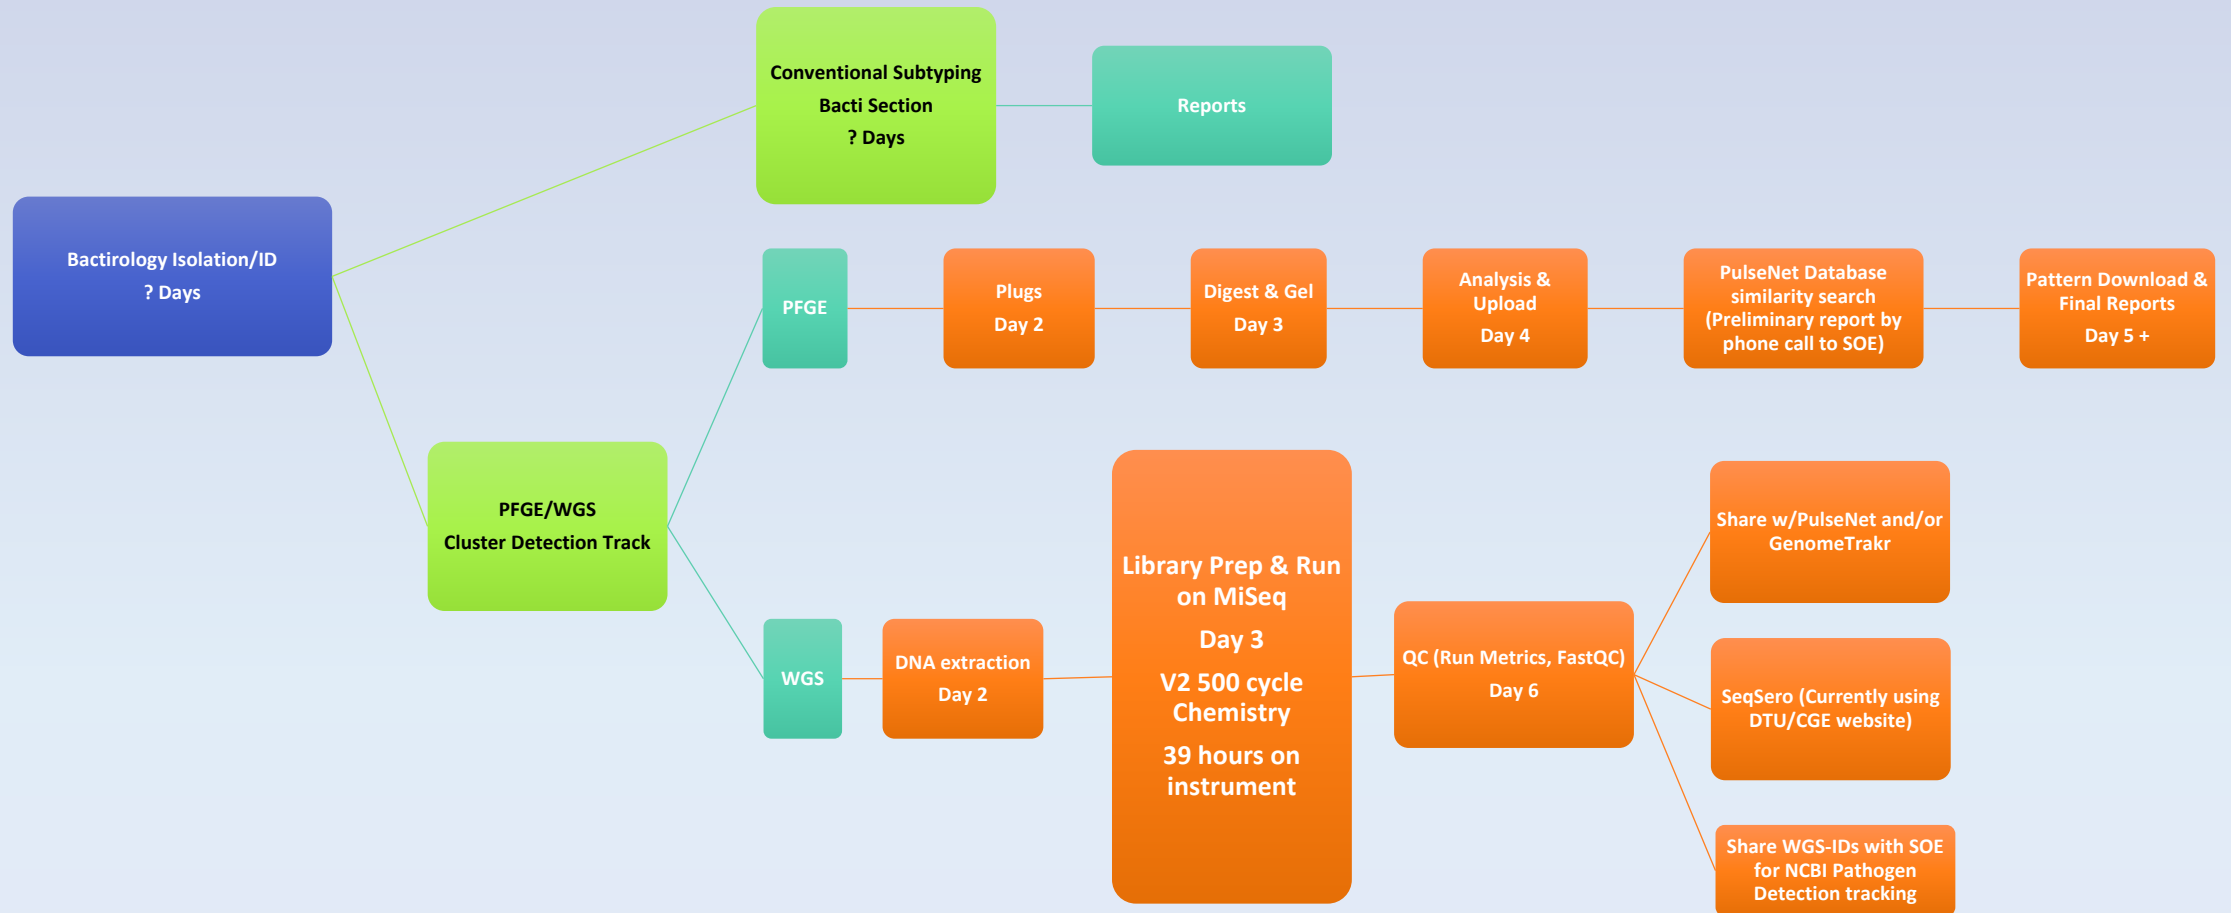 Conventional Subtyping
Bacti Section
? Days
Reports
Bactirology Isolation/ID
? Days
PFGE
Plugs
Day 2
Digest & Gel
Day 3
Analysis &
Upload
Day 4
PulseNet Database
similarity search
(Preliminary report by
phone call to SOE)
Pattern Download &
Final Reports
Day 5 +
PFGE/WGS
Cluster Detection Track
WGS
DNA extraction
Day 2
Library Prep & Run
on MiSeq
Day 3
V2 500 cycle
Chemistry
39 hours on
instrument
QC (Run Metrics, FastQC)
Day 6
Share w/PulseNet and/or
GenomeTrakr
SeqSero (Currently using
DTU/CGE website)
Share WGS-IDs with SOE
for NCBI Pathogen
Detection tracking